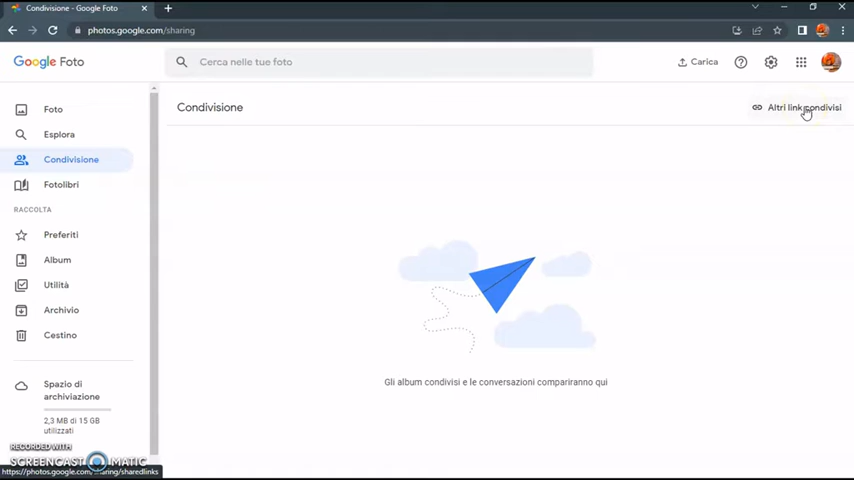 Condivisione - Google Foto
photos.google.com/sharing
Google Foto
Cerca nelle tue foto
Carica
Foto
Esplora
Condivisione
Fotolibri
RACCOLTA
Preferiti
Album
Utilità
Archivio
Cestino
Spazio di
archiviazione
2,3 MB di 15 GB
utilizzati
Condivisione
Altri link condivisi
Gli album condivisi e le conversazioni compariranno qui
RECORDED WITH
SCREENCAST MATIC
https://photos.google.com/sharing/sharedlinks